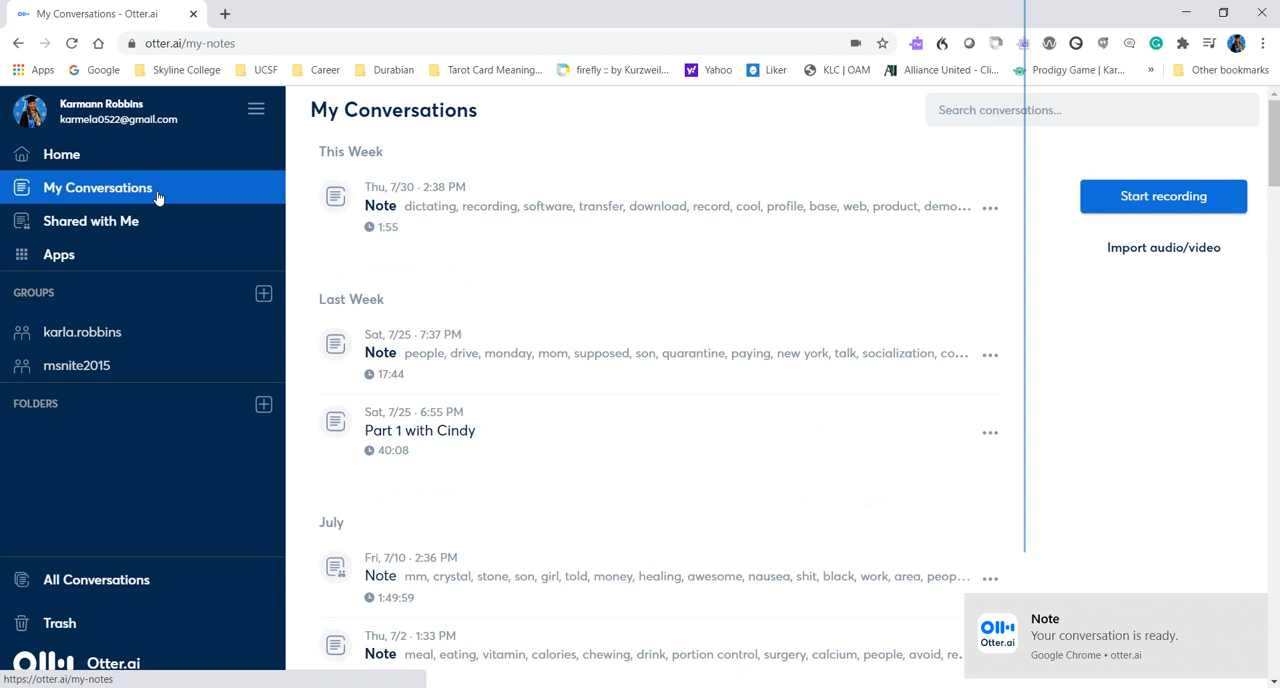 My Conversations - Otter.ai
otter.ai/my-notes
Apps Google Skyline College UCSF Career Durabian Tarot Card Meaning... firefly :: by Kurzweil... Yahoo Liker KLC | OAM Alliance United - Cli... Prodigy Game | Kar... » Other bookmarks
Karmann Robbins
karmela0522@gmail.com
Home
My Conversations
Shared with Me
Apps
GROUPS
karla.robbins
msnite2015
FOLDERS
All Conversations
Trash
Otter.ai
https://otter.ai/my-notes
My Conversations
Search conversations...
This Week
Thu, 7/30 · 2:38 PM
Note dictating, recording, software, transfer, download, record, cool, profile, base, web, product, demo...
1:55
Start recording
Import audio/video
Last Week
Sat, 7/25 · 7:37 PM
Note people, drive, monday, mom, supposed, son, quarantine, paying, new york, talk, socialization, co...
17:44
Sat, 7/25 · 6:55 PM
Part 1 with Cindy
40:08
July
Fri, 7/10 · 2:36 PM
Note mm, crystal, stone, son, girl, told, money, healing, awesome, nausea, shit, black, work, area, peop...
1:49:59
Thu, 7/2 · 1:33 PM
Note meal, eating, vitamin, calories, chewing, drink, portion control, surgery, calcium, people, avoid, re.
Otter.ai
Note
Your conversation is ready.
Google Chrome • otter.ai